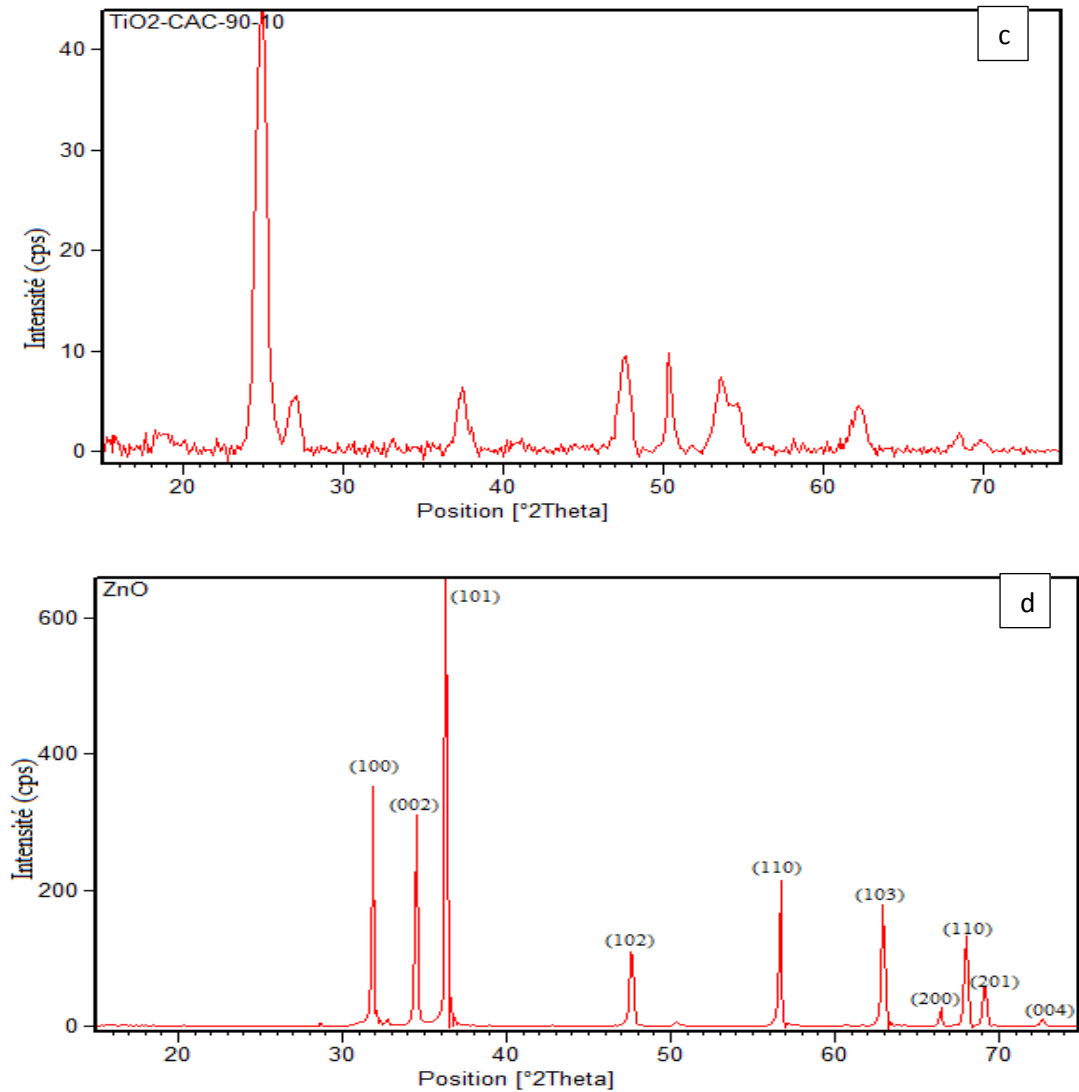 TiO2-CAC-90-10
c
40
30
20
10
0
Intensité (cps)
20 30 40 50 60 70
Position [°2Theta]
ZnO
d
(101)
600
400
200
0
Intensité (cps)
(100)
(002)
(102)
(110)
(103)
(200)
(110)
(201)
(004)
20 30 40 50 60 70
Position [°2Theta]